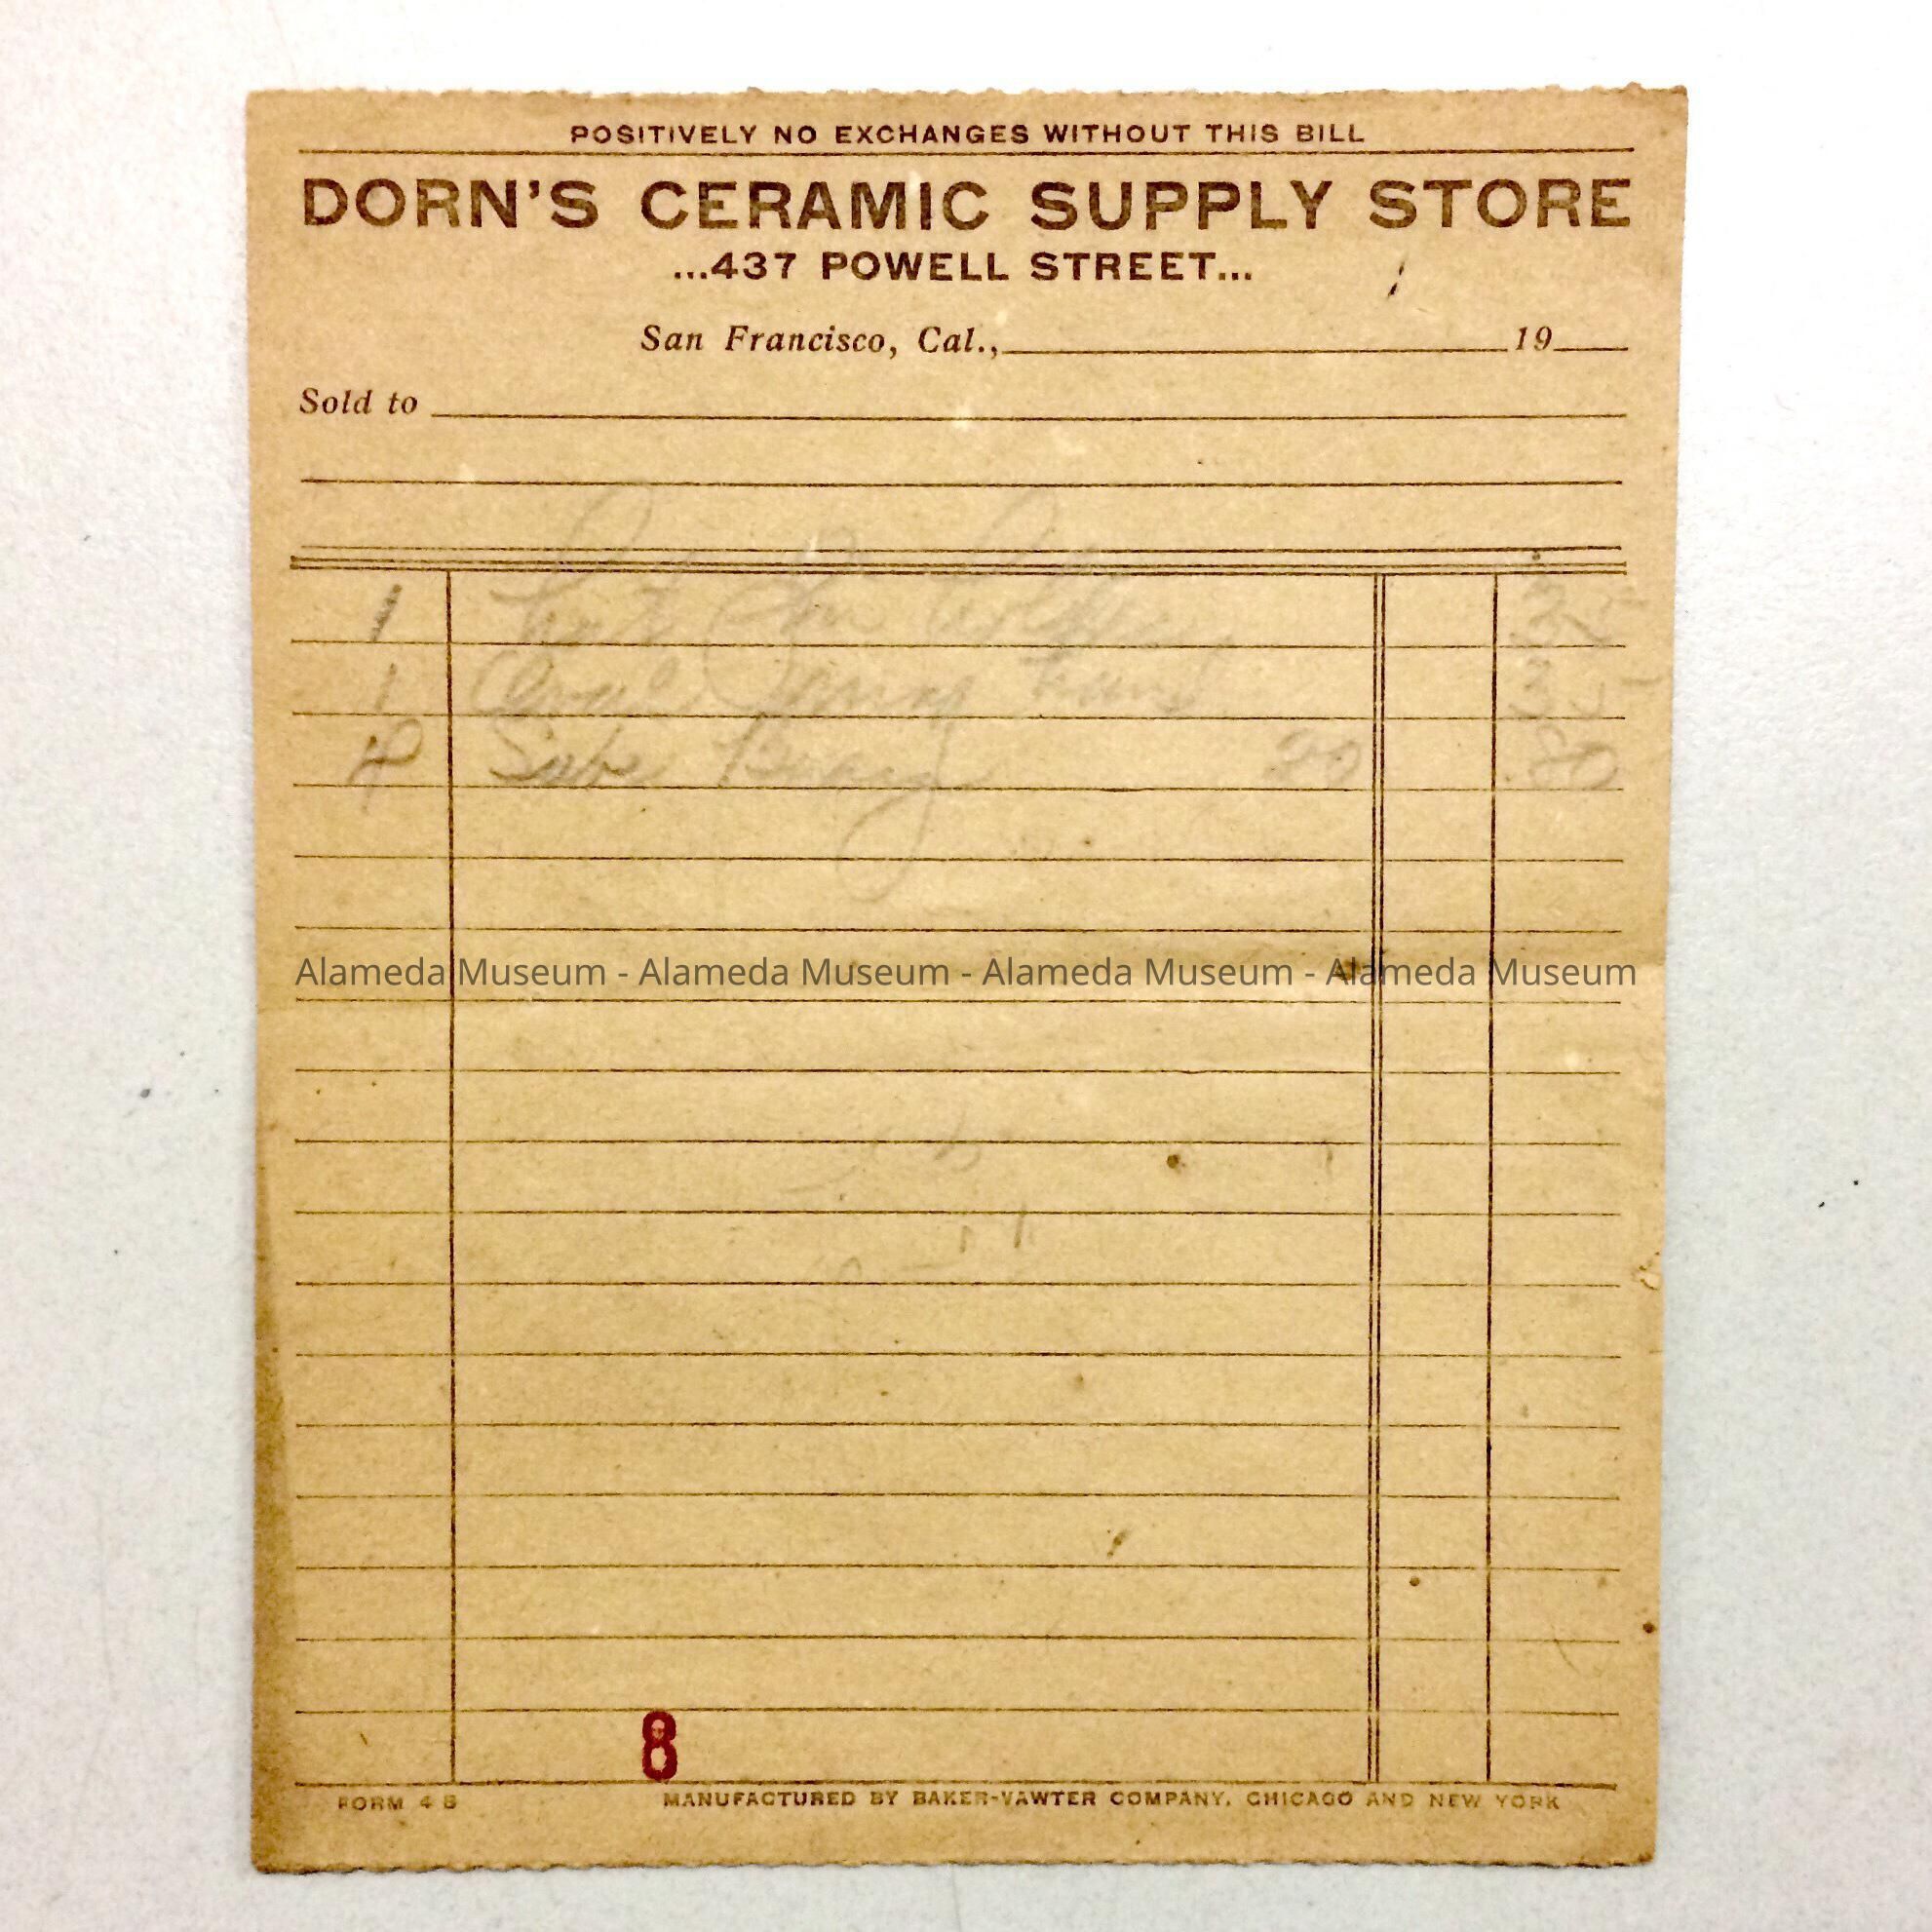 POSITIVELY NO EXCHANGES WITHOUT THIS BILL
DORN'S CERAMIC SUPPLY STORE
...437 POWELL STREET...
San Francisco, Cal., 19
Sold to
1 35
1 35
4 20 .80
Alameda Museum - Alameda Museum - Alameda Museum - Alameda Museum
8
FORM 4 B MANUFACTURED BY BAKER-VAWTER COMPANY, CHICAGO AND NEW YORK